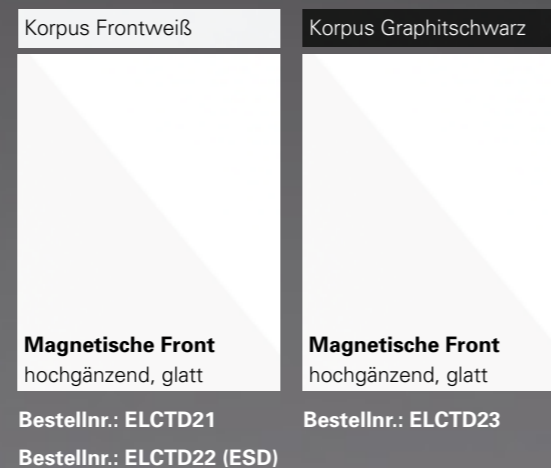 Korpus Frontweiß
Magnetische Front
hochgänzend, glatt
Bestellnr.: ELCTD21
Bestellnr.: ELCTD22 (ESD)
Korpus Graphitschwarz
Magnetische Front
hochgänzend, glatt
Bestellnr.: ELCTD23